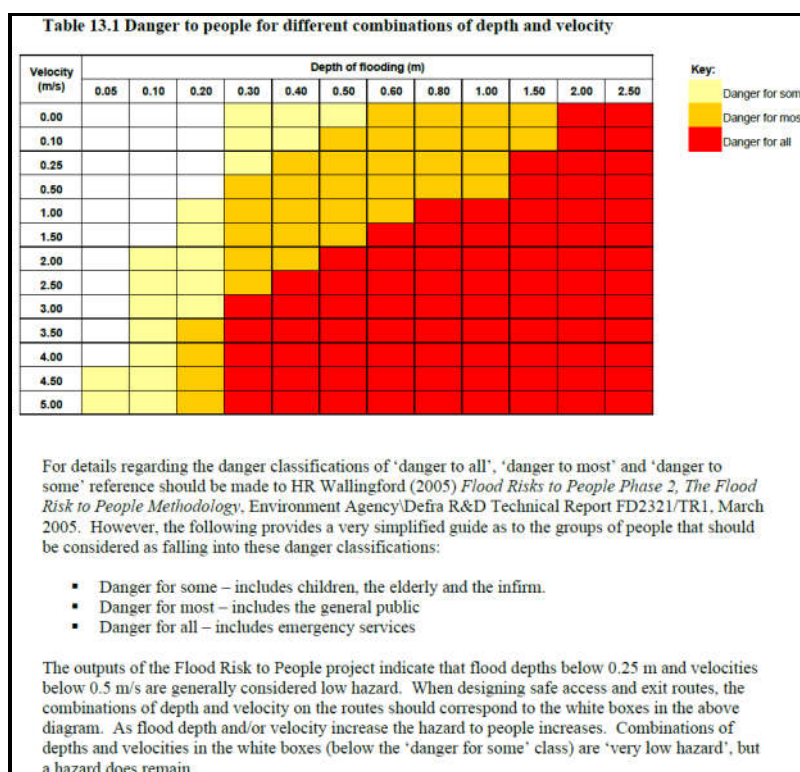 Table 13.1 Danger to people for different combinations of depth and velocity
Velocity (m/s) Depth of flooding (m)
0.05 0.10 0.20 0.30 0.40 0.50 0.60 0.80 1.00 1.50 2.00 2.50
0.00
0.10
0.25
0.50
1.00
1.50
2.00
2.50
3.00
3.50
4.00
4.50
5.00
Key:
Danger for som
Danger for mos
Danger for all
For details regarding the danger classifications of ‘danger to all’, ‘danger to most’ and ‘danger to
some’ reference should be made to HR Wallingford (2005) Flood Risks to People Phase 2, The Flood
Risk to People Methodology, Environment Agency\Defra R&D Technical Report FD2321/TR1, March
2005. However, the following provides a very simplified guide as to the groups of people that should
be considered as falling into these danger classifications:
▪ Danger for some – includes children, the elderly and the infirm.
▪ Danger for most – includes the general public
▪ Danger for all – includes emergency services
The outputs of the Flood Risk to People project indicate that flood depths below 0.25 m and velocities
below 0.5 m/s are generally considered low hazard. When designing safe access and exit routes, the
combinations of depth and velocity on the routes should correspond to the white boxes in the above
diagram. As flood depth and/or velocity increase the hazard to people increases. Combinations of
depths and velocities in the white boxes (below the ‘danger for some’ class) are ‘very low hazard’, but
a hazard does remain